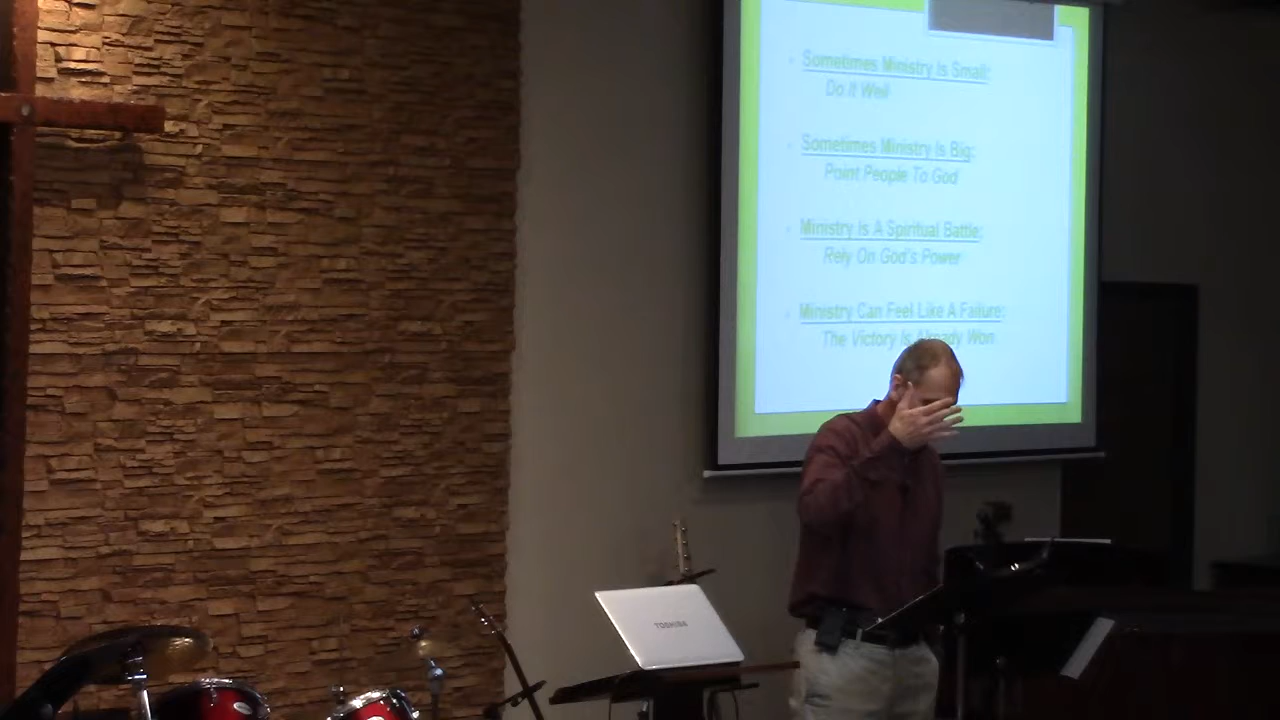 Sometimes Ministry Is Small:
Do It Well
Sometimes Ministry Is Big:
Point People To God
Ministry Is A Spiritual Battle:
Rely On God's Power
Ministry Can Feel Like A Failure:
The Victory Is Already Won
TOSHIBA